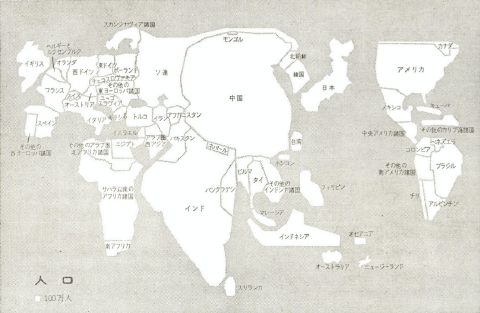 スカンジナヴィア諸国
モンゴル
カナダ
ベルギーと
ルクセンブルク
オランダ
イギリス
西ドイツ
東ドイツ
ポーランド
チェコスロヴァキア
その他の
東ヨーロッパ諸国
ソ連
北朝鮮
韓国
日本
アメリカ
フランス
スイス
オーストリア
ユーゴ
スラヴィア
中国
メキシコ
キューバ
スペイン
イタリア
ギリシャ
トルコ
イラン
アフガニスタン
その他のカリブ海諸国
中央アメリカ諸国
イスラエル
パキスタン
その他の
西ヨーロッパ諸国
その他のアラブ圏
北アフリカ諸国
エジプト
アラブ圏
西アジア
ネパール
台湾
ベネズエラ
コロンビア
ホンコン
ビルマ
タイ
その他の
インドシナ諸国
その他の
南アメリカ諸国
ブラジル
サハラ以南の
アフリカ諸国
バングラデシ
フィリピン
インド
チリ
アルゼンチン
マレーシア
南アフリカ
インドネシア
オセアニア
オーストラリア
ニュージーランド
人口
100万人
スリランカ